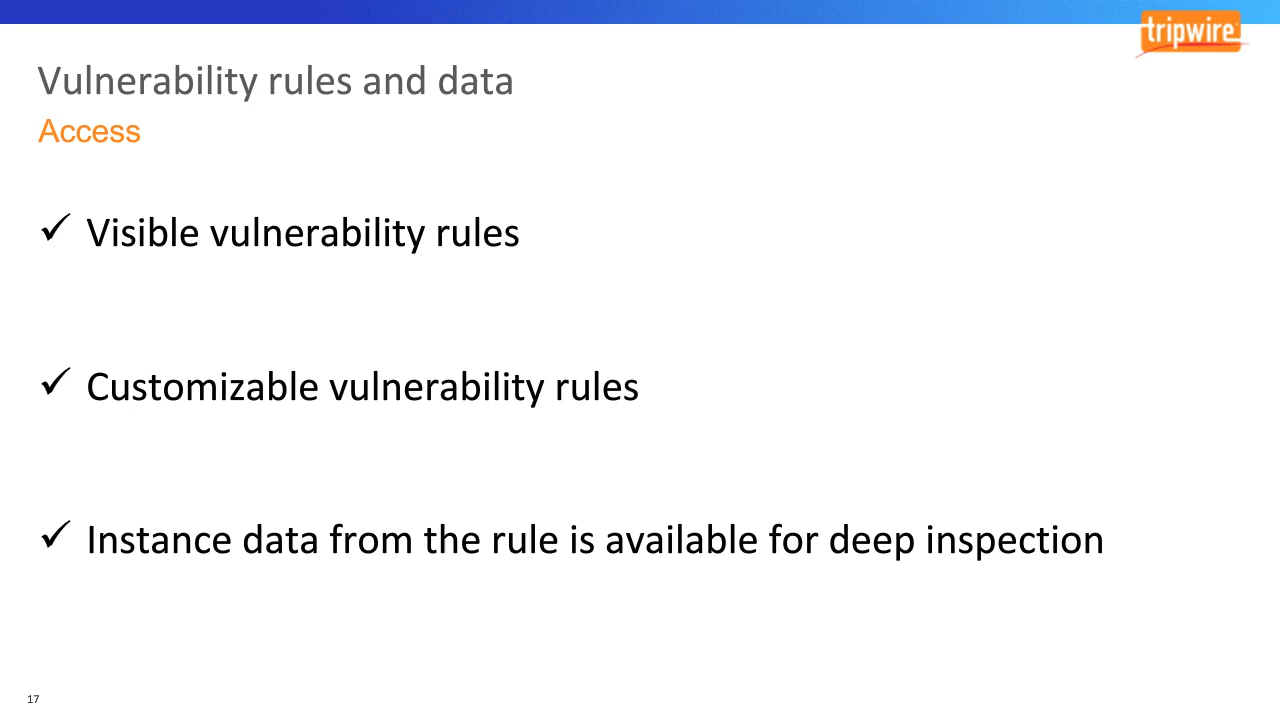 tripwire
Vulnerability rules and data
Access
✓ Visible vulnerability rules
✓ Customizable vulnerability rules
✓ Instance data from the rule is available for deep inspection
17